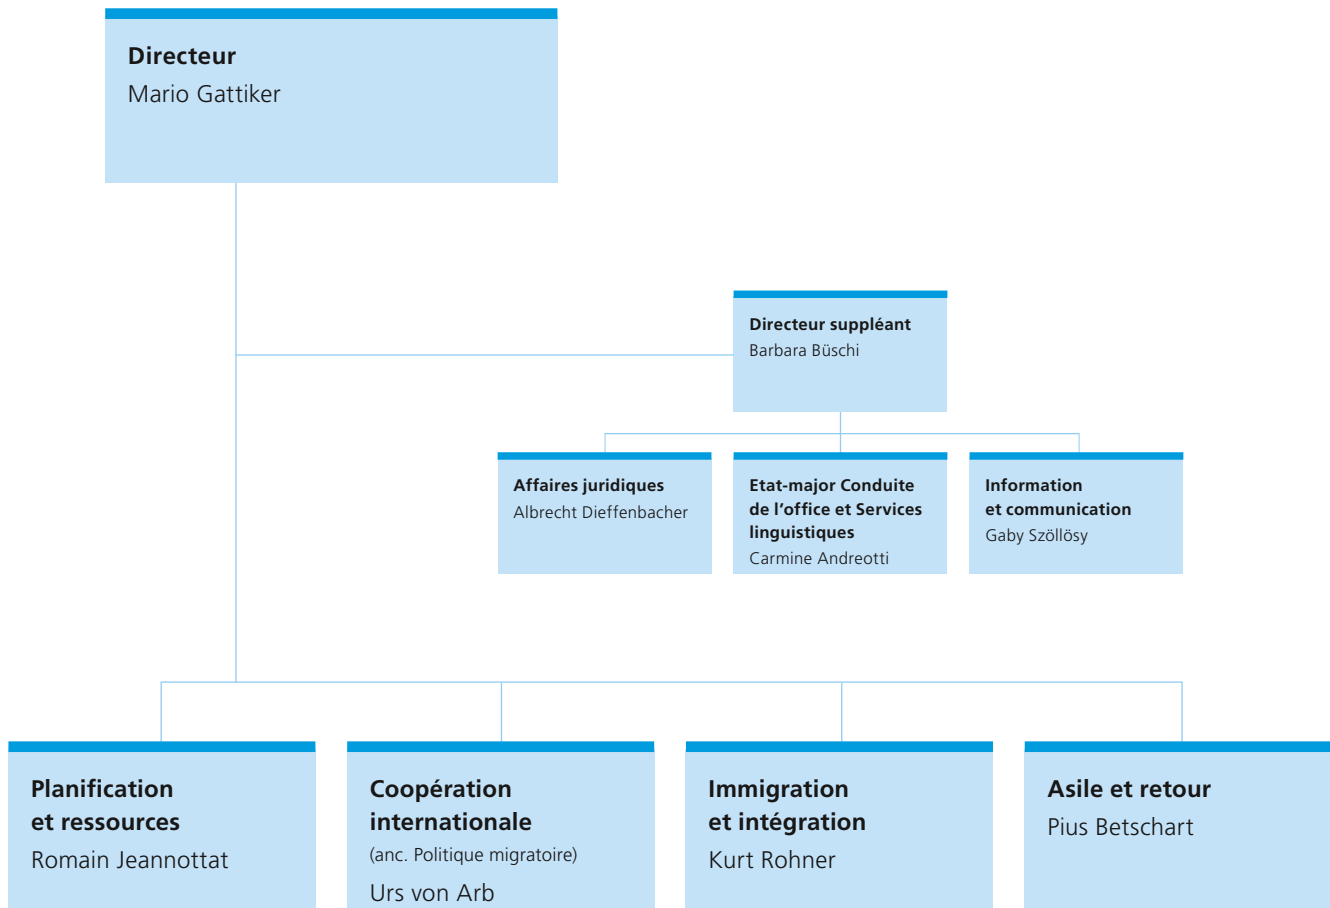 Directeur
Mario Gattiker
Directeur suppléant
Barbara Büschi
Affaires juridiques
Albrecht Dieffenbacher
Etat-major Conduite
de l’office et Services
linguistiques
Carmine Andreotti
Information
et communication
Gaby Szöllösy
Planification
et ressources
Romain Jeannottat
Coopération
internationale
(anc. Politique migratoire)
Urs von Arb
Immigration
et intégration
Kurt Rohner
Asile et retour
Pius Betschart